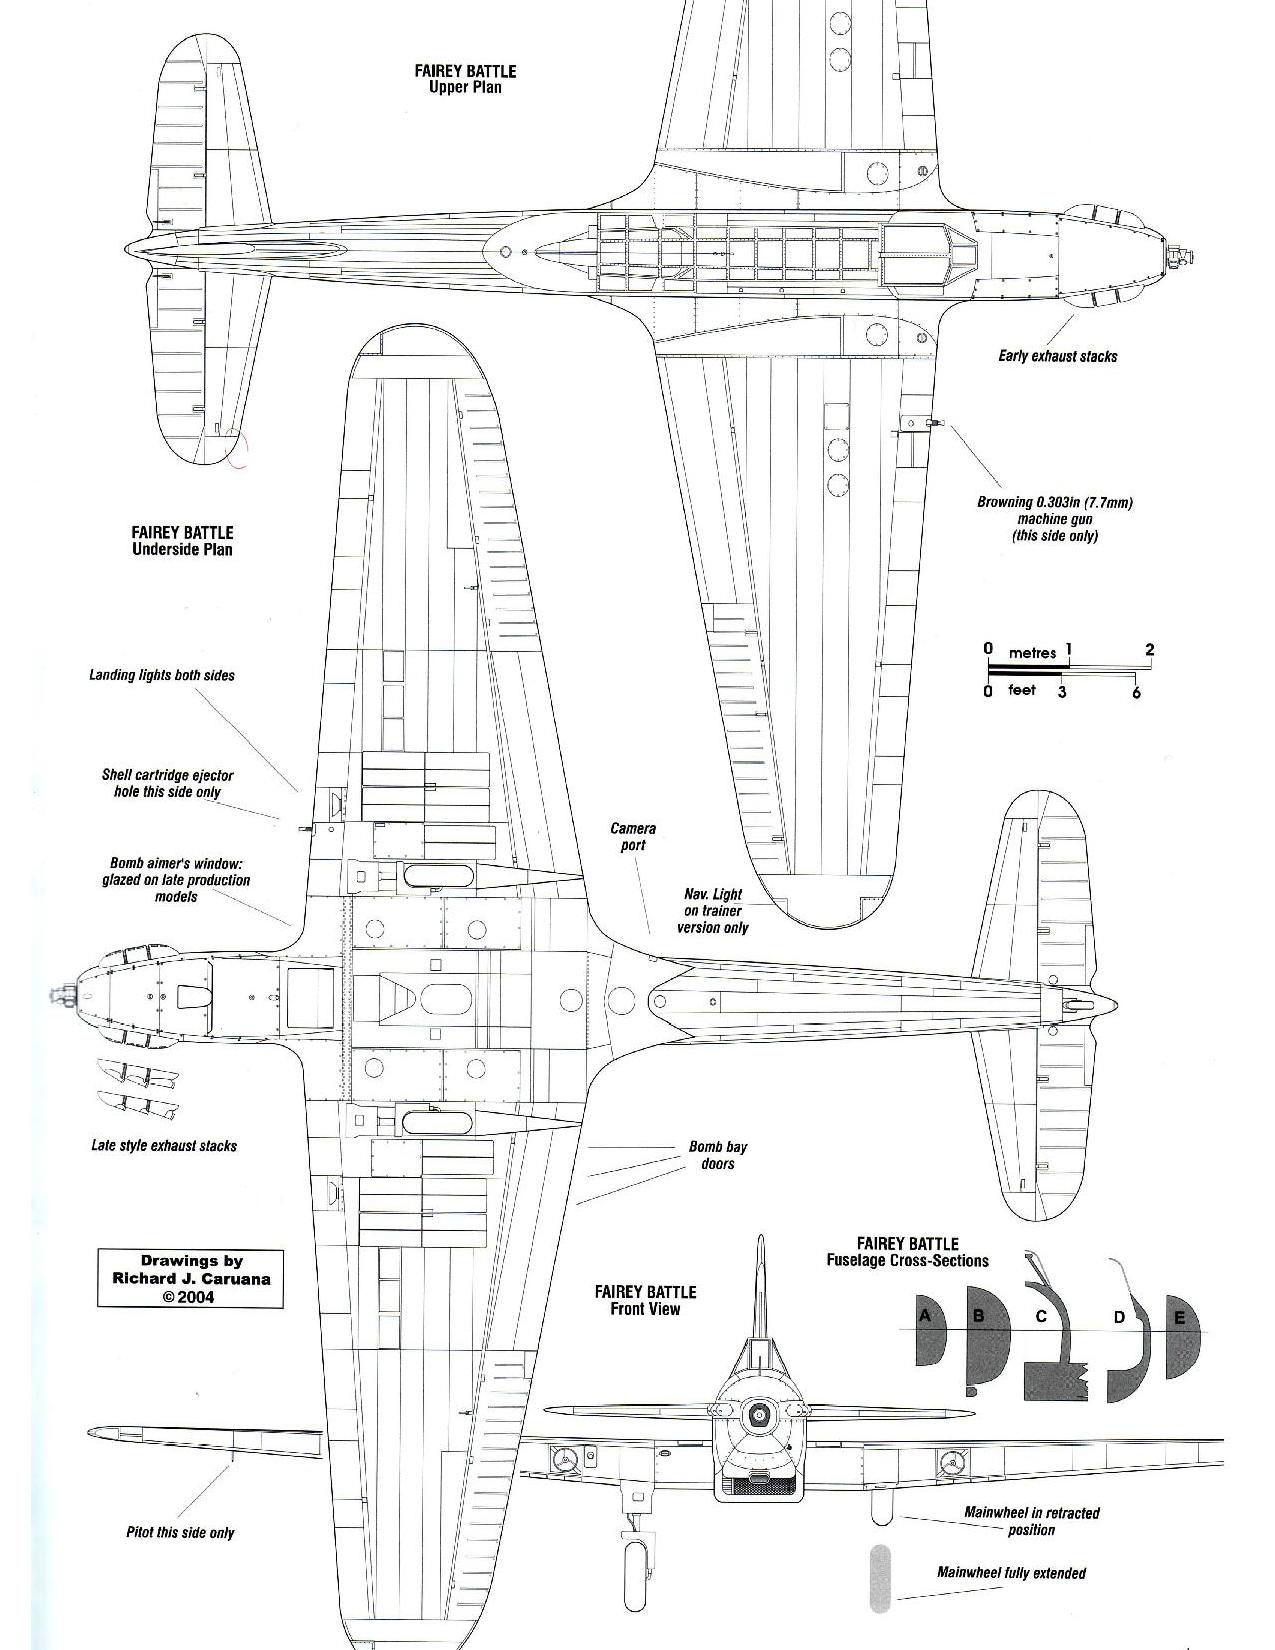 FAIREY BATTLE
Upper Plan
Early exhaust stacks
Browning 0.303in (7.7mm)
machine gun
(this side only)
FAIREY BATTLE
Underside Plan
0 metres 1 2
0 feet 3 6
Landing lights both sides
Shell cartridge ejector
hole this side only
Camera
port
Bomb aimer's window:
glazed on late production
models
Nav. Light
on trainer
version only
Late style exhaust stacks
Bomb bay
doors
Drawings by
Richard J. Caruana
© 2004
FAIREY BATTLE
Front View
FAIREY BATTLE
Fuselage Cross-Sections
A B C D E
Pitot this side only
Mainwheel in retracted
position
Mainwheel fully extended